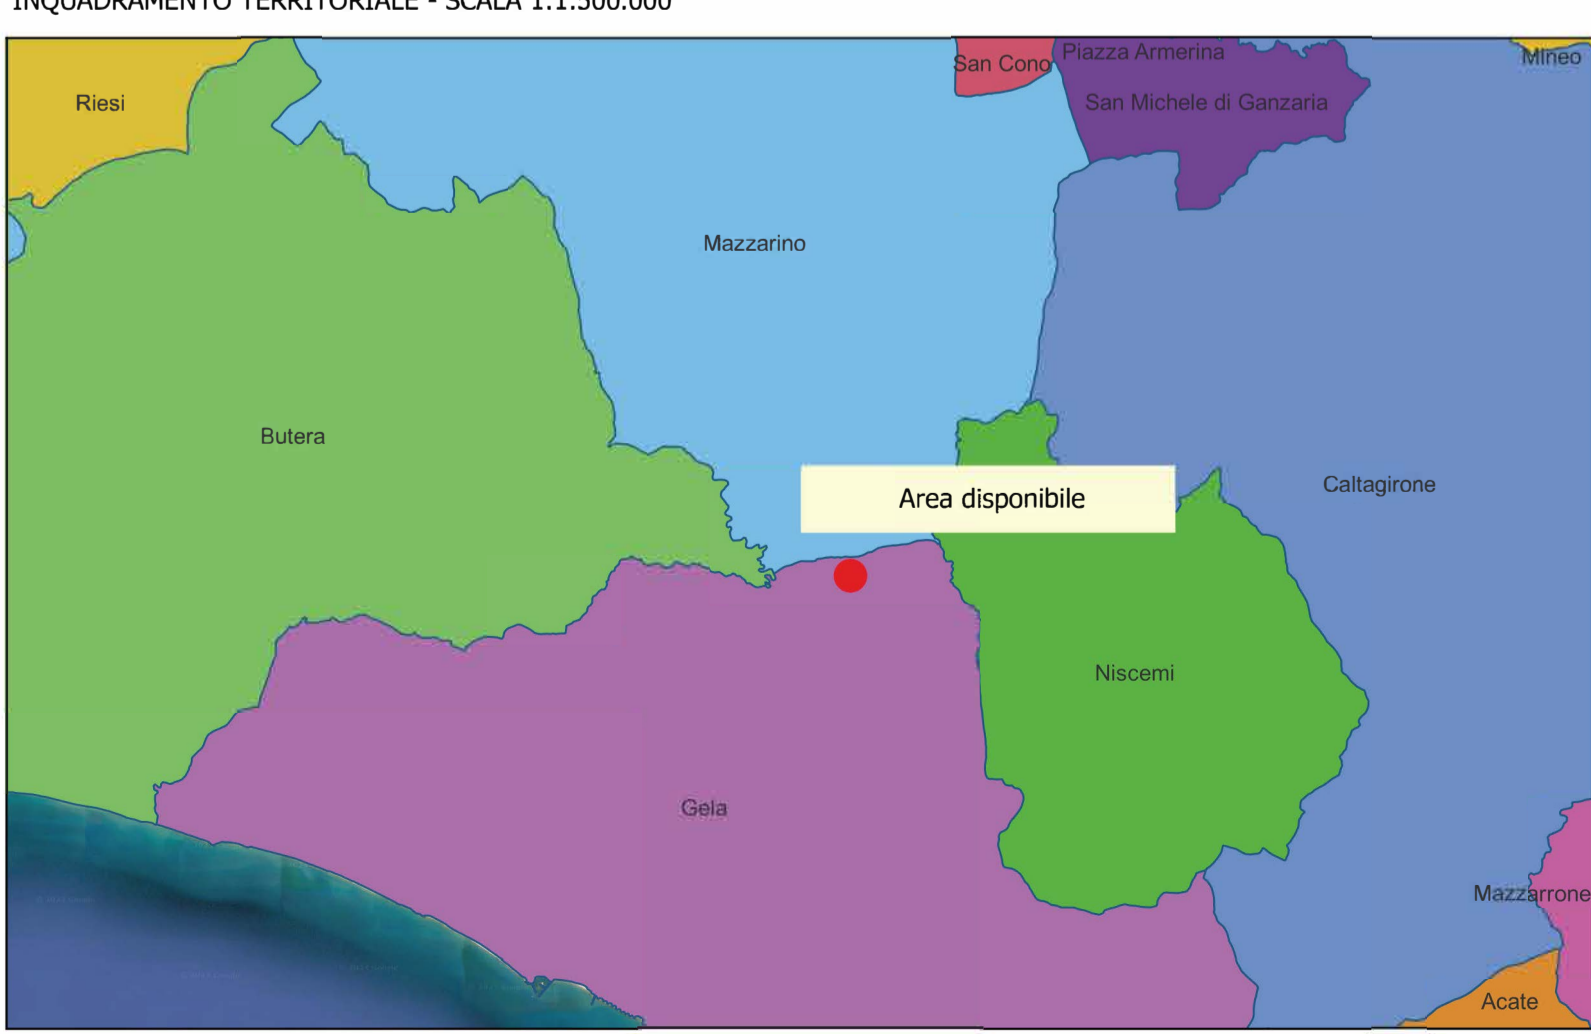 INQUADRAMENTO TERRITORIALE - SCALA 1:1.500.000
Riesi
San Cono
Piazza Armerina
Mineo
San Michele di Ganzaria
Mazzarino
Butera
Caltagirone
Area disponibile
Niscemi
Gela
Mazzarrone
Acate